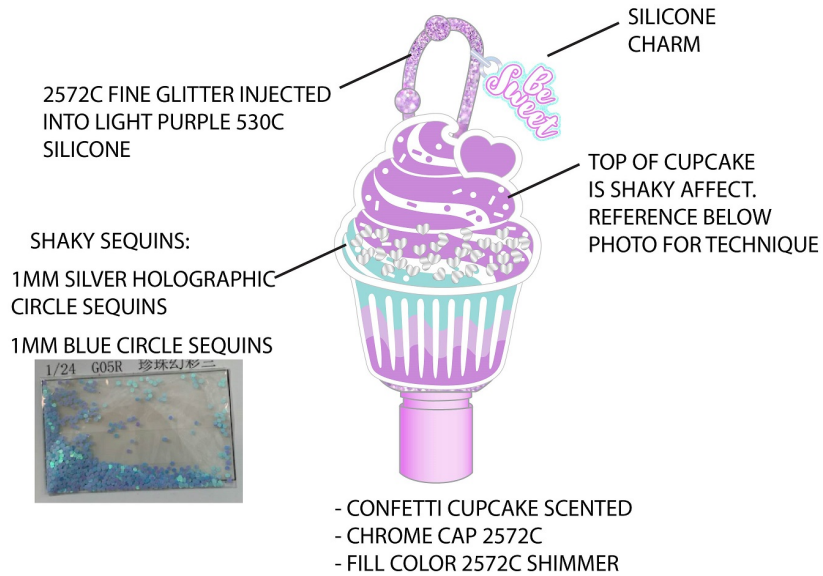 SILICONE
CHARM
Be
Sweet
2572C FINE GLITTER INJECTED
INTO LIGHT PURPLE 530C
SILICONE
TOP OF CUPCAKE
IS SHAKY AFFECT.
REFERENCE BELOW
PHOTO FOR TECHNIQUE
SHAKY SEQUINS:
1MM SILVER HOLOGRAPHIC
CIRCLE SEQUINS
1MM BLUE CIRCLE SEQUINS
1/24 G05R 珍珠幻彩兰
- CONFETTI CUPCAKE SCENTED
- CHROME CAP 2572C
- FILL COLOR 2572C SHIMMER